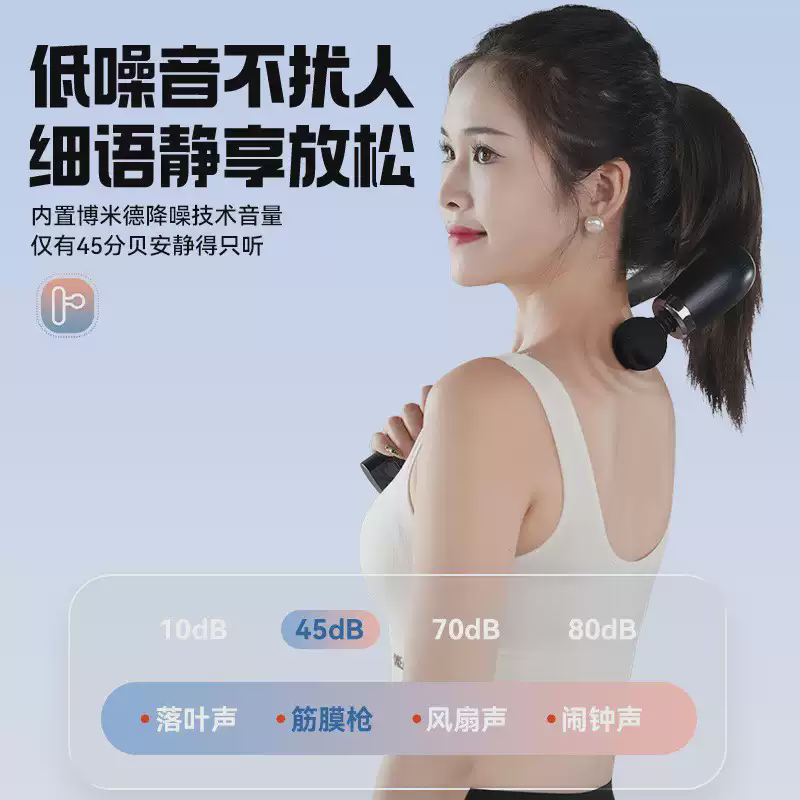 低噪音不扰人
细语静享放松
内置博米德降噪技术音量
仅有45分贝安静得只听
10dB 45dB 70dB 80dB
落叶声 筋膜枪 风扇声 闹钟声